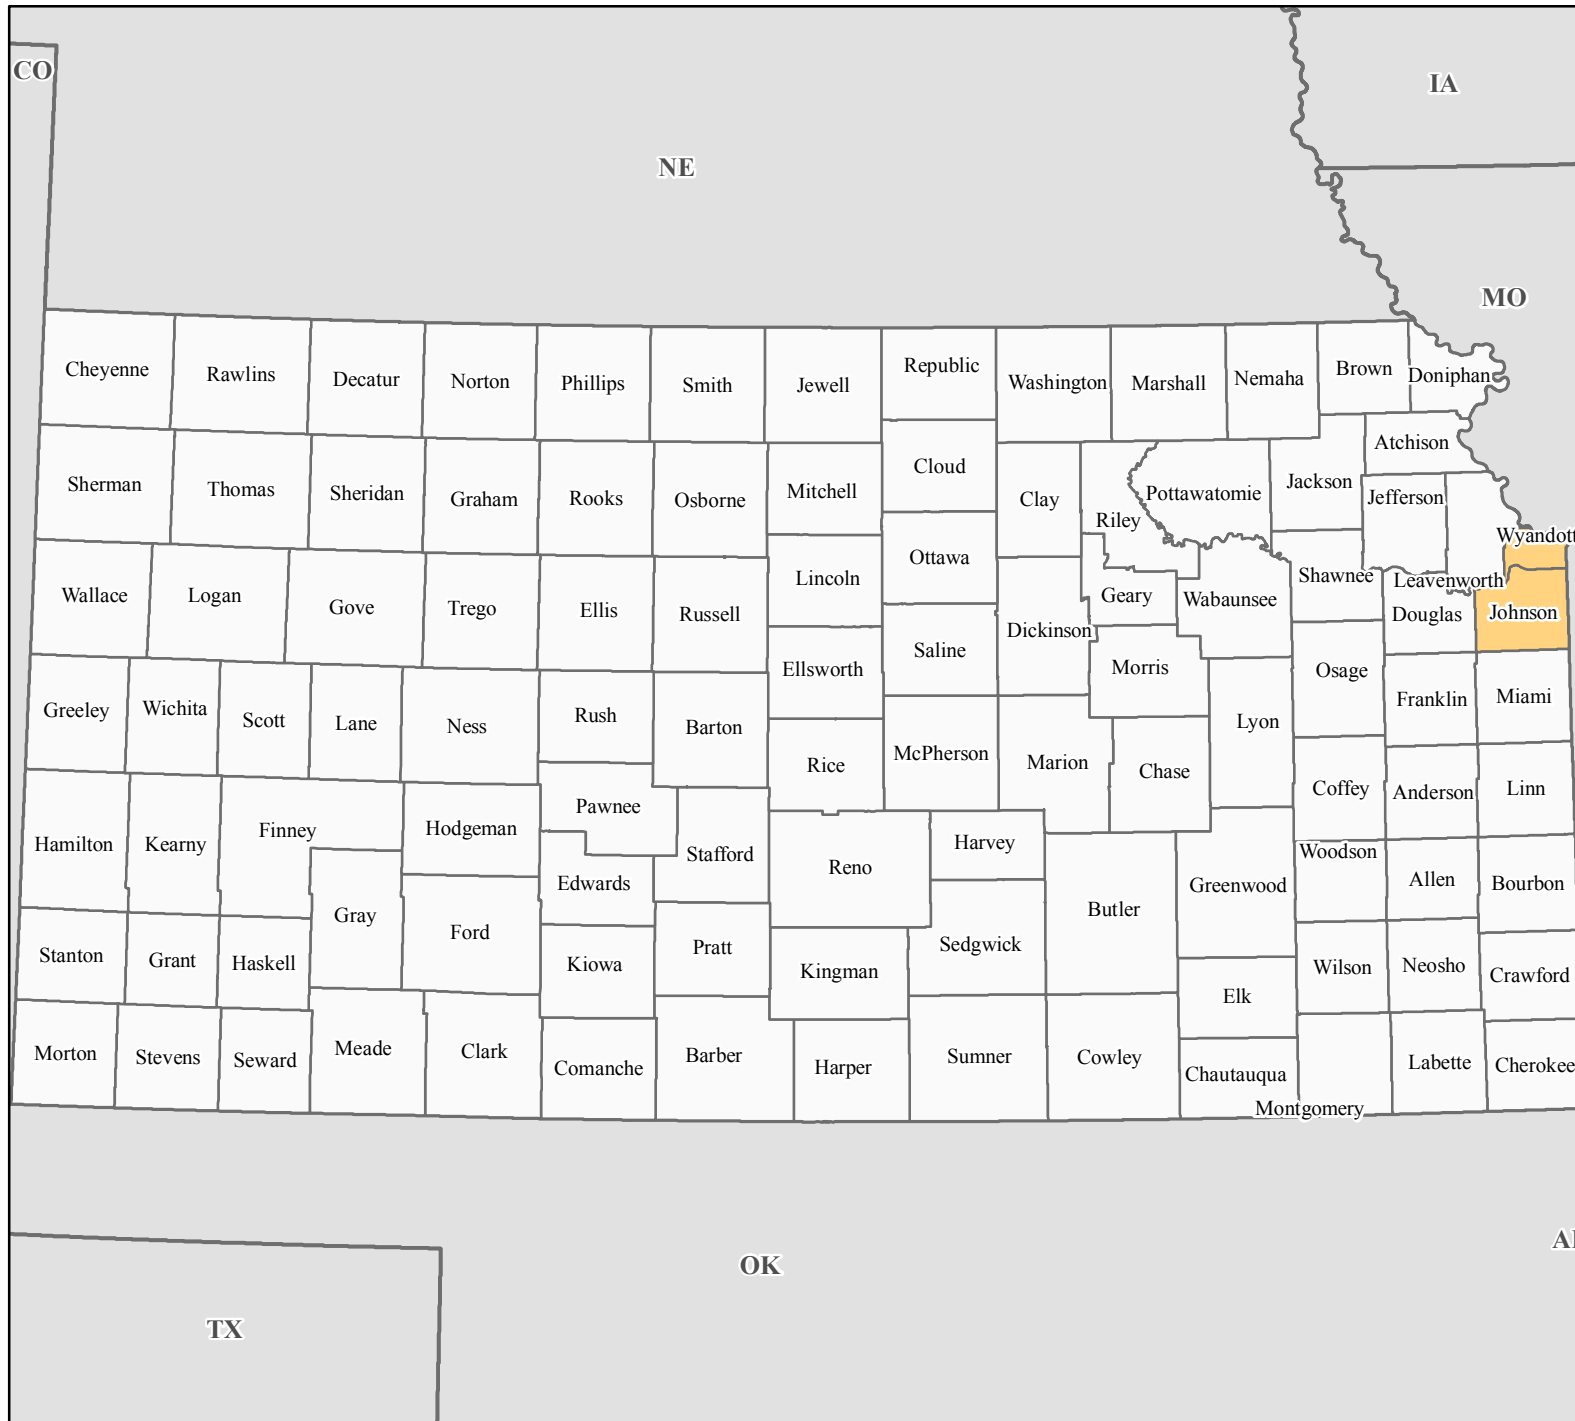 CO
IA
NE
MO
Cheyenne
Rawlins
Decatur
Norton
Phillips
Smith
Jewell
Republic
Washington
Marshall
Nemaha
Brown
Doniphan
Sherman
Thomas
Sheridan
Graham
Rooks
Osborne
Mitchell
Cloud
Clay
Riley
Pottawatomie
Jackson
Atchison
Jefferson
Wyandott
Wallace
Logan
Gove
Trego
Ellis
Russell
Lincoln
Ottawa
Dickinson
Geary
Wabaunsee
Shawnee
Leavenworth
Douglas
Johnson
Ellsworth
Saline
Morris
Osage
Franklin
Miami
Greeley
Wichita
Scott
Lane
Ness
Rush
Barton
Rice
McPherson
Marion
Chase
Lyon
Coffey
Anderson
Linn
Hamilton
Kearny
Finney
Hodgeman
Pawnee
Stafford
Reno
Harvey
Butler
Greenwood
Woodson
Allen
Bourbon
Edwards
Gray
Ford
Stanton
Grant
Haskell
Kiowa
Pratt
Kingman
Sedgwick
Elk
Wilson
Neosho
Crawford
Morton
Stevens
Seward
Meade
Clark
Comanche
Barber
Harper
Sumner
Cowley
Chautauqua
Montgomery
Labette
Cherokee
OK
TX